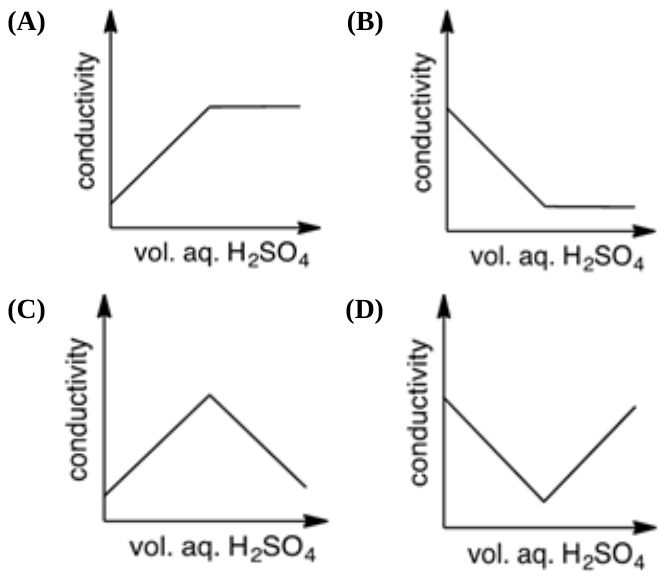 (A)
conductivity
vol. aq. H₂SO₄
(B)
conductivity
vol. aq. H₂SO₄
(C)
conductivity
vol. aq. H₂SO₄
(D)
conductivity
vol. aq. H₂SO₄